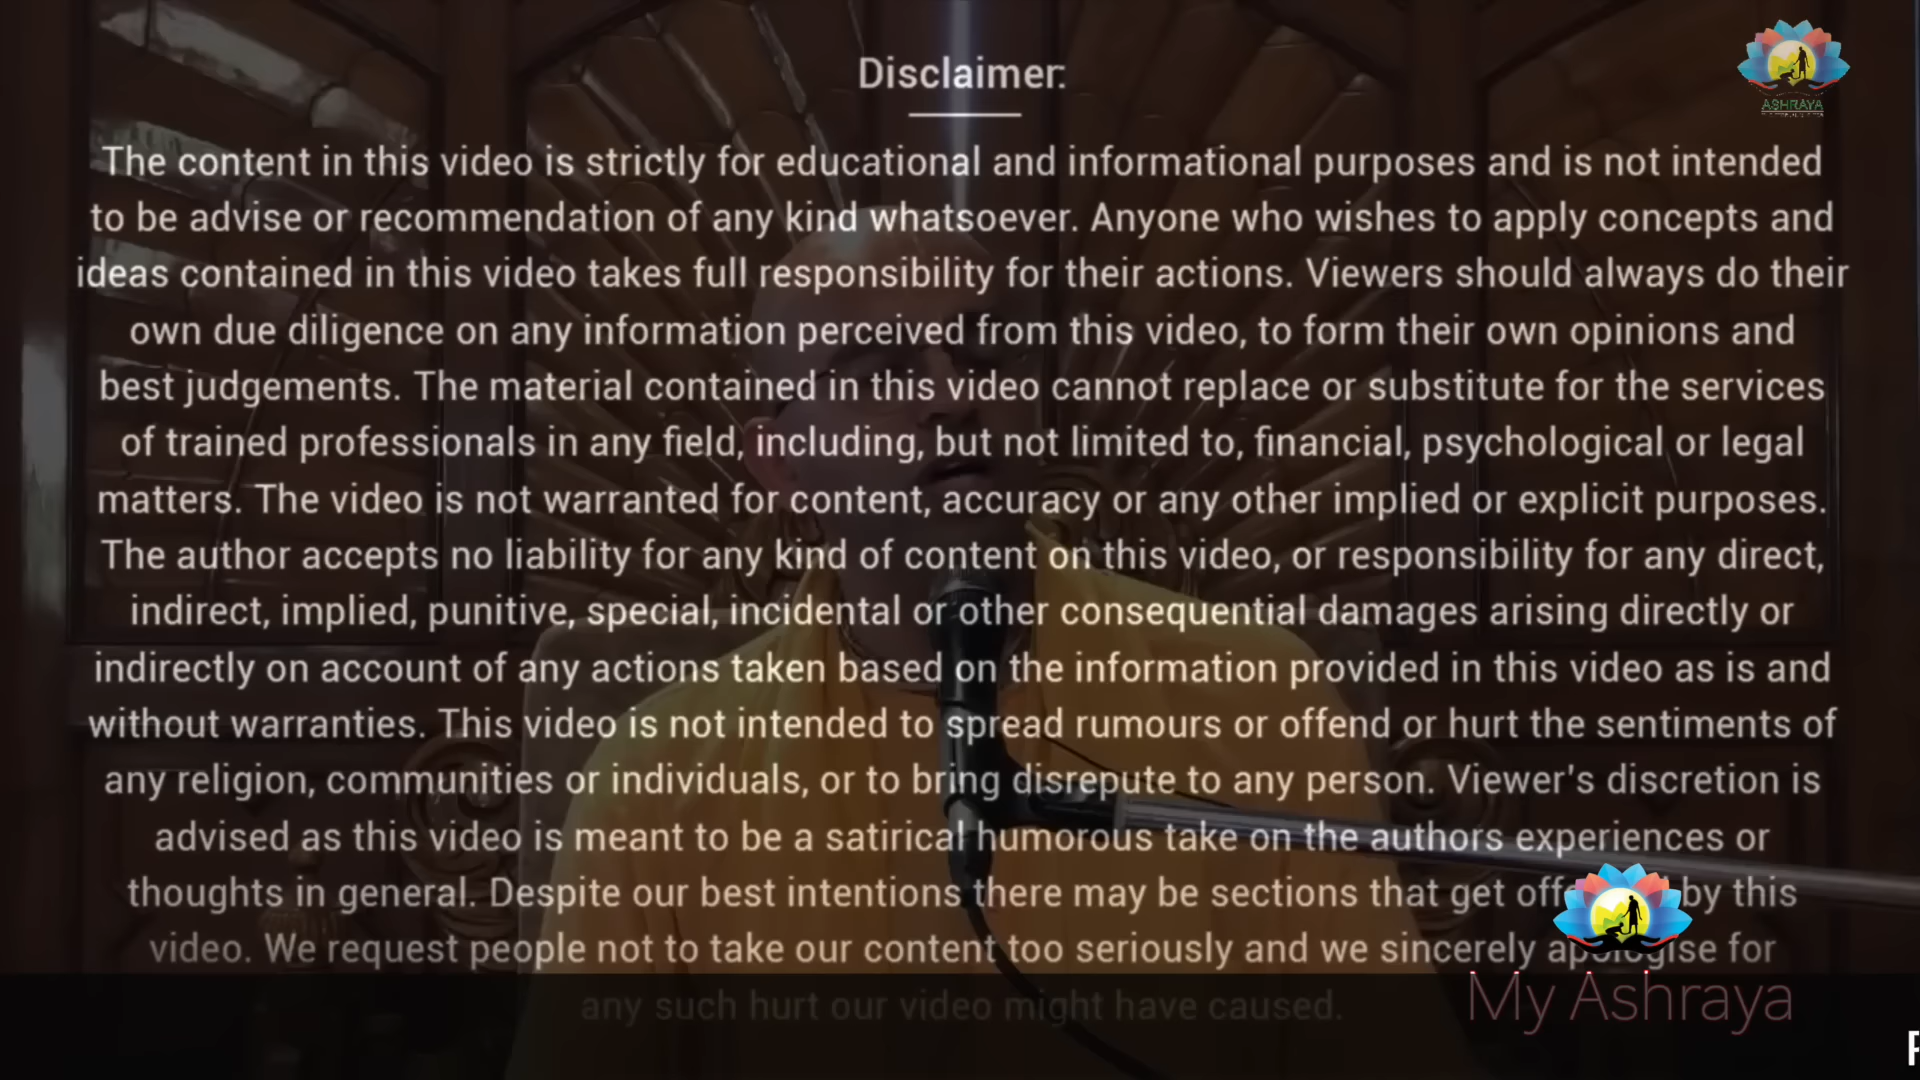 ASHRAYA
Disclaimer:
The content in this video is strictly for educational and informational purposes and is not intended
to be advise or recommendation of any kind whatsoever. Anyone who wishes to apply concepts and
ideas contained in this video takes full responsibility for their actions. Viewers should always do their
own due diligence on any information perceived from this video, to form their own opinions and
best judgements. The material contained in this video cannot replace or substitute for the services
of trained professionals in any field, including, but not limited to, financial, psychological or legal
matters. The video is not warranted for content, accuracy or any other implied or explicit purposes.
The author accepts no liability for any kind of content on this video, or responsibility for any direct,
indirect, implied, punitive, special, incidental or other consequential damages arising directly or
indirectly on account of any actions taken based on the information provided in this video as is and
without warranties. This video is not intended to spread rumours or offend or hurt the sentiments of
any religion, communities or individuals, or to bring disrepute to any person. Viewer's discretion is
advised as this video is meant to be a satirical humorous take on the authors experiences or
thoughts in general. Despite our best intentions there may be sections that get by this
video. We request people not to take our content too seriously and we sincerely apologise for
any such hurt our video might have caused.
My Ashraya